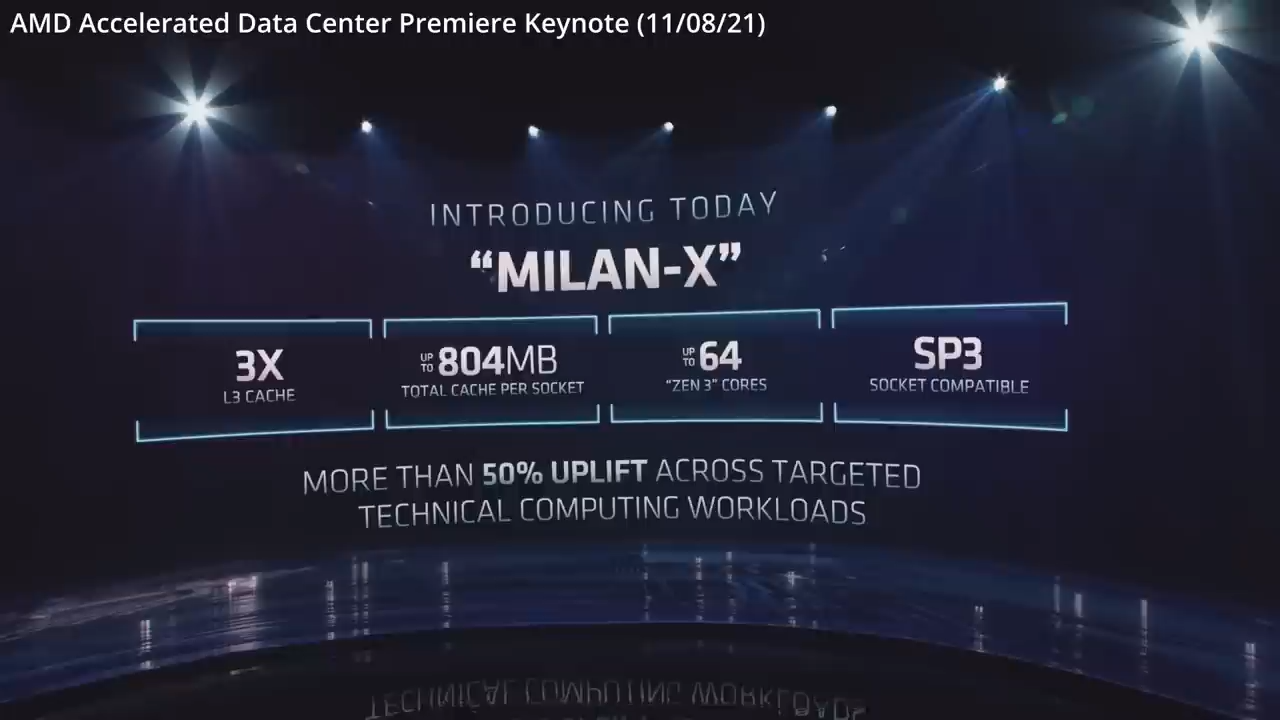 AMD Accelerated Data Center Premiere Keynote (11/08/21)
INTRODUCING TODAY
“MILAN-X”
3X
L3 CACHE
UP TO 804MB
TOTAL CACHE PER SOCKET
UP TO 64
“ZEN 3” CORES
SP3
SOCKET COMPATIBLE
MORE THAN 50% UPLIFT ACROSS TARGETED
TECHNICAL COMPUTING WORKLOADS